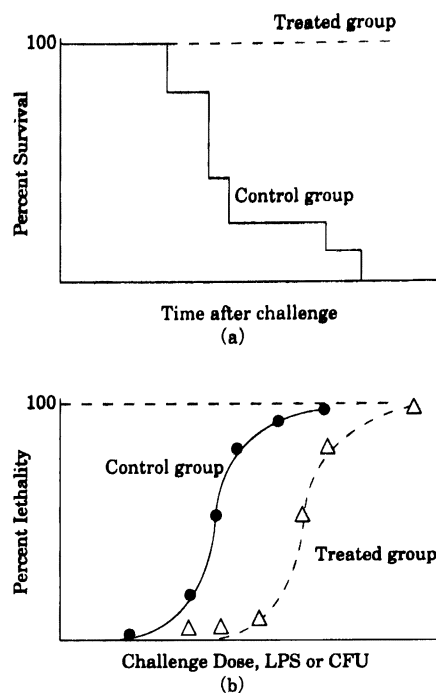 Treated group
100
Percent Survival
Control group
Time after challenge
(a)
100
Control group
Percent lethality
Treated group
Challenge Dose, LPS or CFU
(b)